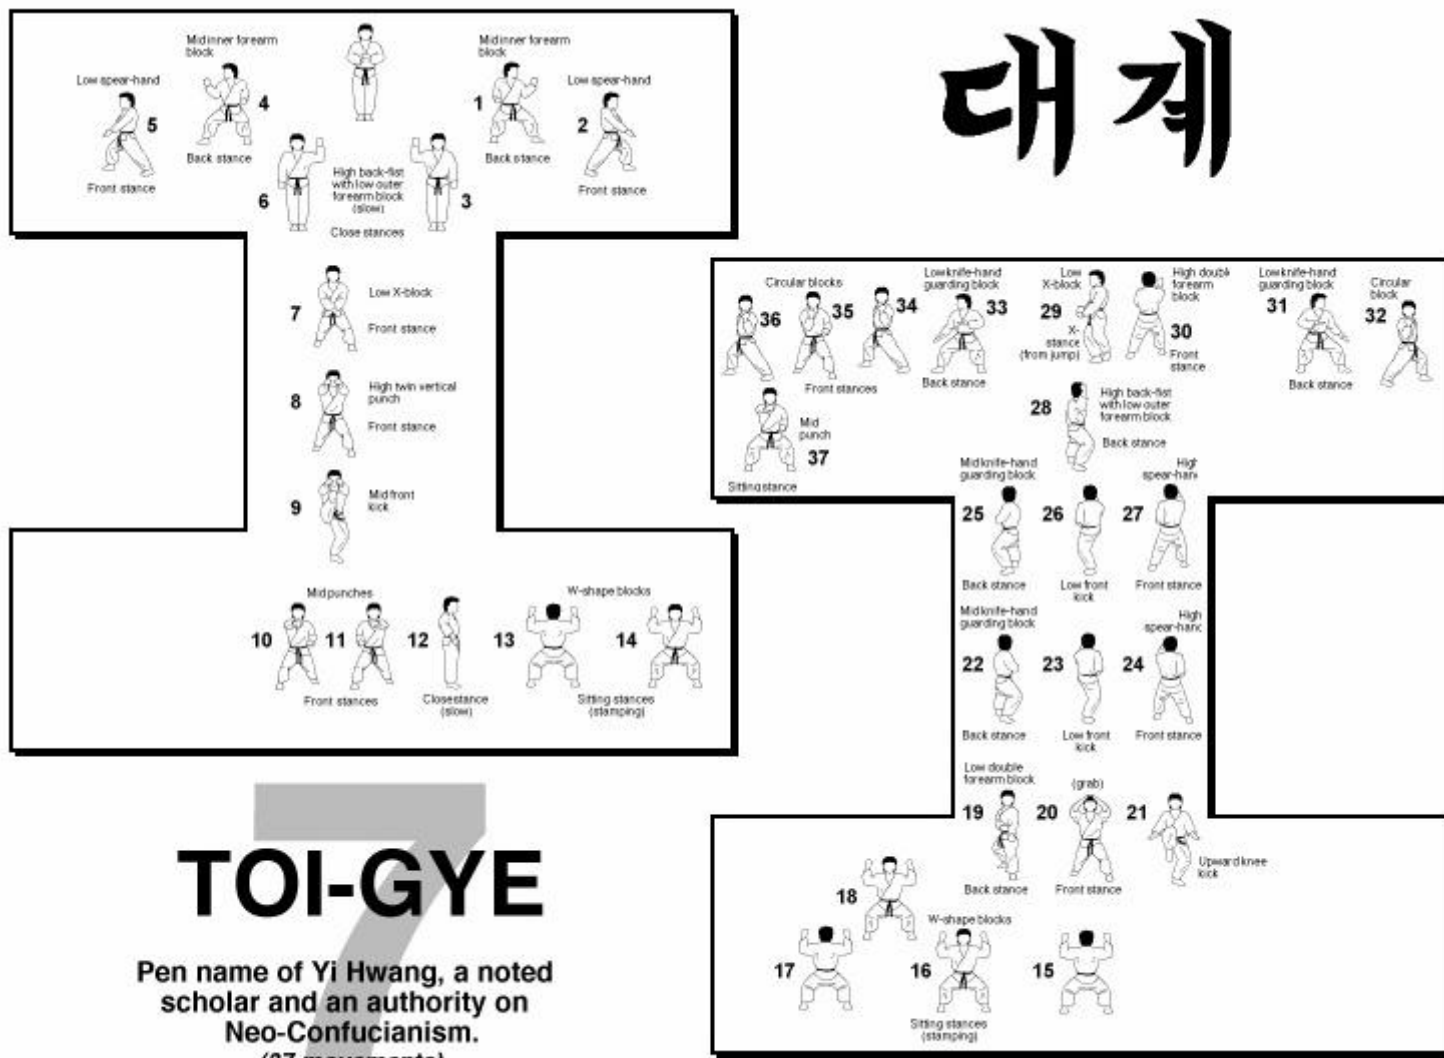 Mid inner forearm
block
4
Back stance
Low spear-hand
5
Front stance
Mid inner forearm
block
1
Back stance
Low spear-hand
2
Front stance
6
High back-fist
with low outer
forearm block
(slow)
3
Close stances
7
Low X-block
Front stance
8
High twin vertical
punch
Front stance
9
Mid front
kick
Mid punches
10
11
Front stances
12
Close stance
(slow)
W-shape blocks
13
14
Sitting stances
(stamping)
7
TOI-GYE
Pen name of Yi Hwang, a noted
scholar and an authority on
Neo-Confucianism.
(37 movements)
대계
Circular blocks
36
35
34
Front stances
Low knife-hand
guarding block
33
Back stance
Low
X-block
29
X-
stance
(from jump)
High double
forearm
block
30
Front
stance
Low knife-hand
guarding block
31
Back stance
Circular
block
32
Mid
punch
37
Sitting stance
28
High back-fist
with low outer
forearm block
Back stance
Mid knife-hand
guarding block
25
Back stance
26
Low front
kick
High
spear-hand
27
Front stance
Mid knife-hand
guarding block
22
Back stance
23
Low front
kick
High
spear-hand
24
Front stance
Low double
forearm block
19
Back stance
(grab)
20
Front stance
21
Upward knee
kick
18
W-shape blocks
17
16
15
Sitting stances
(stamping)